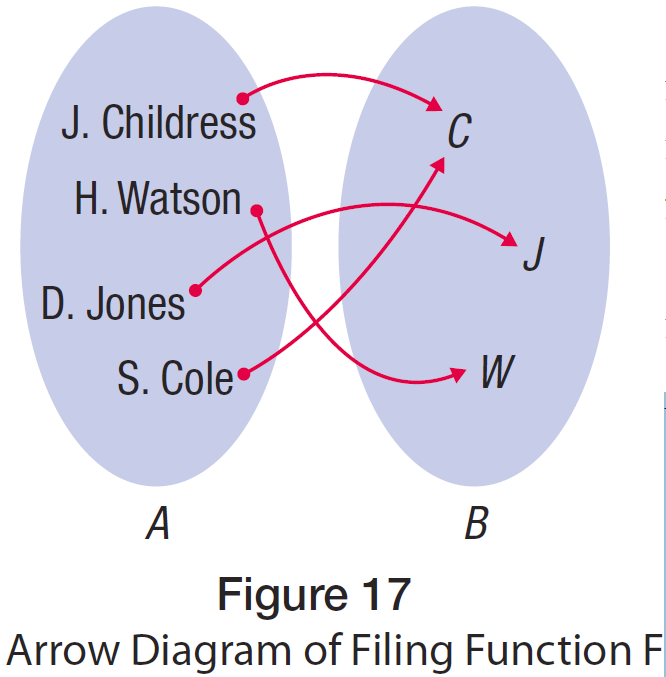 J. Childress
C
H. Watson
J
D. Jones
S. Cole
W
A
B
Figure 17
Arrow Diagram of Filing Function F